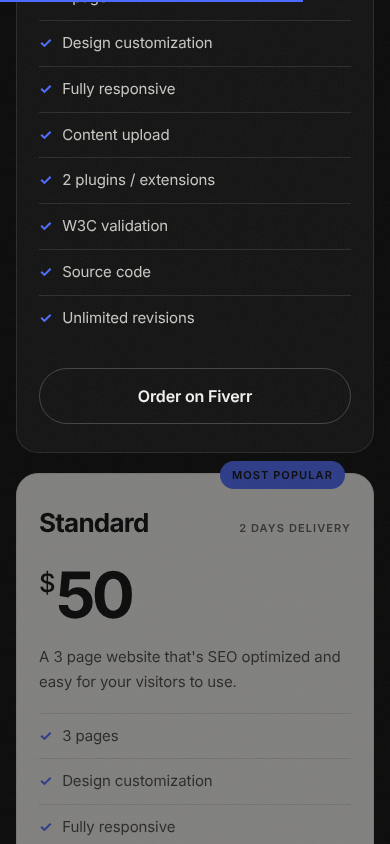 Design customization
Fully responsive
Content upload
2 plugins / extensions
W3C validation
Source code
Unlimited revisions
Order on Fiverr
MOST POPULAR
Standard
2 DAYS DELIVERY
$50
A 3 page website that's SEO optimized and
easy for your visitors to use.
3 pages
Design customization
Fully responsive